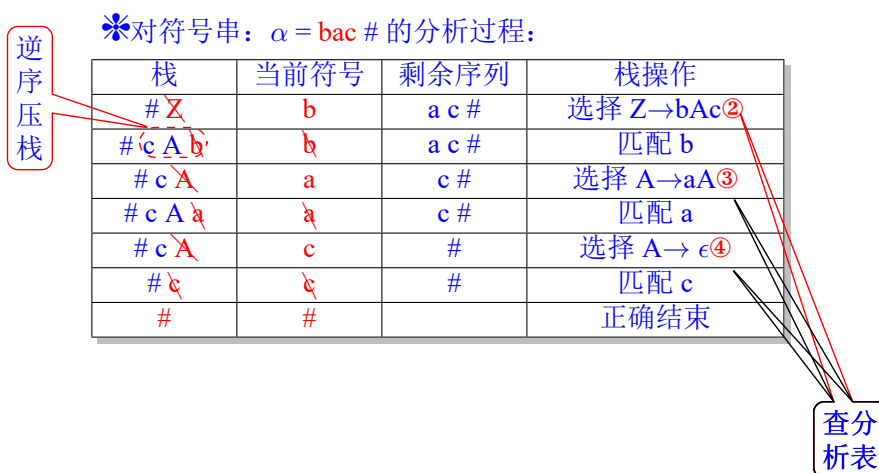 ❉对符号串：α = bac # 的分析过程：
逆序压栈
栈 当前符号 剩余序列 栈操作
# Z b a c # 选择 Z→bAc②
# c A b b a c # 匹配 b
# c A a c # 选择 A→aA③
# c A a a c # 匹配 a
# c A c # 选择 A→ ϵ④
# c c # 匹配 c
# # 正确结束
查分
析表